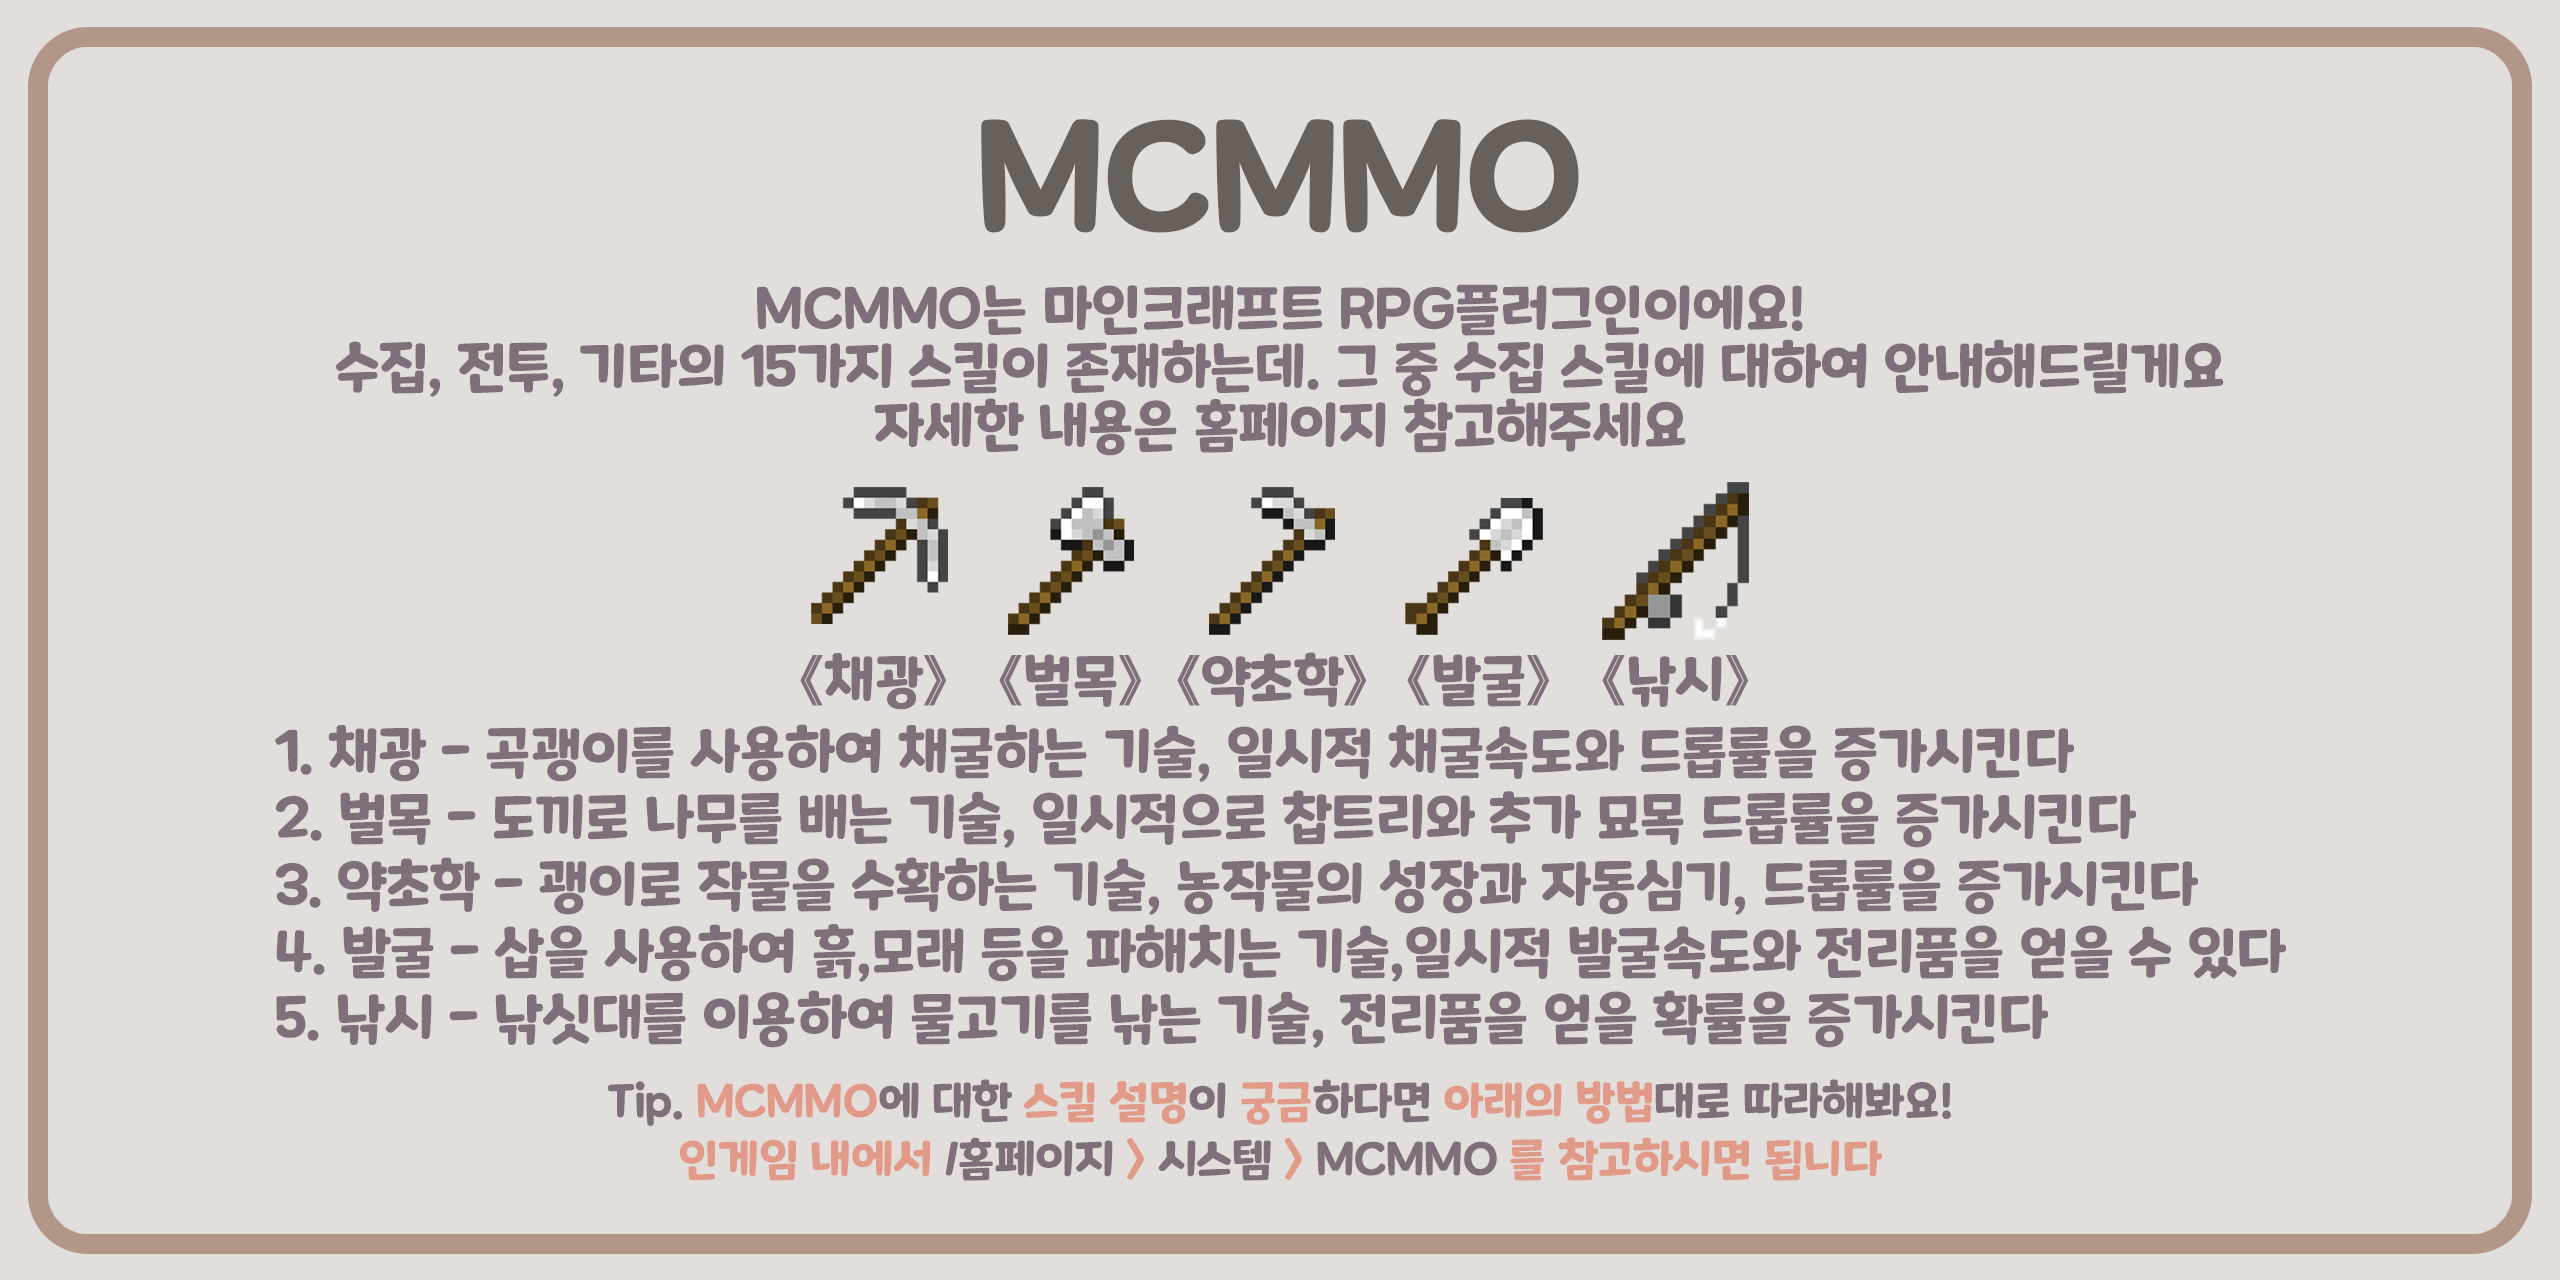 MCMMO
MCMMO는 마인크래프트 RPG플러그인이에요!
수집, 전투, 기타의 15가지 스킬이 존재하는데. 그 중 수집 스킬에 대하여 안내해드릴게요
자세한 내용은 홈페이지 참고해주세요
《채광》 《벌목》 《약초학》 《발굴》 《낚시》
1. 채광 - 곡괭이를 사용하여 채굴하는 기술, 일시적 채굴속도와 드롭률을 증가시킨다
2. 벌목 - 도끼로 나무를 배는 기술, 일시적으로 찹트리와 추가 묘목 드롭률을 증가시킨다
3. 약초학 - 괭이로 작물을 수확하는 기술, 농작물의 성장과 자동심기, 드롭률을 증가시킨다
4. 발굴 - 삽을 사용하여 흙,모래 등을 파해치는 기술,일시적 발굴속도와 전리품을 얻을 수 있다
5. 낚시 - 낚싯대를 이용하여 물고기를 낚는 기술, 전리품을 얻을 확률을 증가시킨다
Tip. MCMMO에 대한 스킬 설명이 궁금하다면 아래의 방법대로 따라해봐요!
인게임 내에서 /홈페이지 > 시스템 > MCMMO 를 참고하시면 됩니다